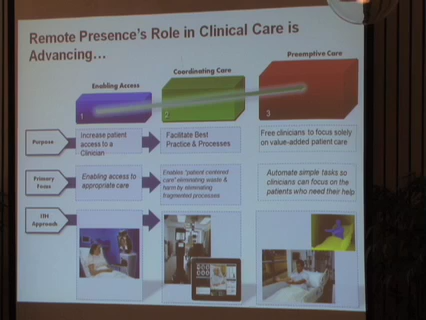 Remote Presence's Role in Clinical Care is
Advancing…
Enabling Access
Coordinating Care
Preemptive Care
1
2
3
Purpose
Increase patient
access to a
Clinician
Facilitate Best
Practice & Processes
Free clinicians to focus solely
on value-added patient care
Primary
Focus
Enabling access to
appropriate care
Enables 'patient centered
care' eliminating waste &
harm by eliminating
fragmented processes
Automate simple tasks so
clinicians can focus on the
patients who need their help
Approach